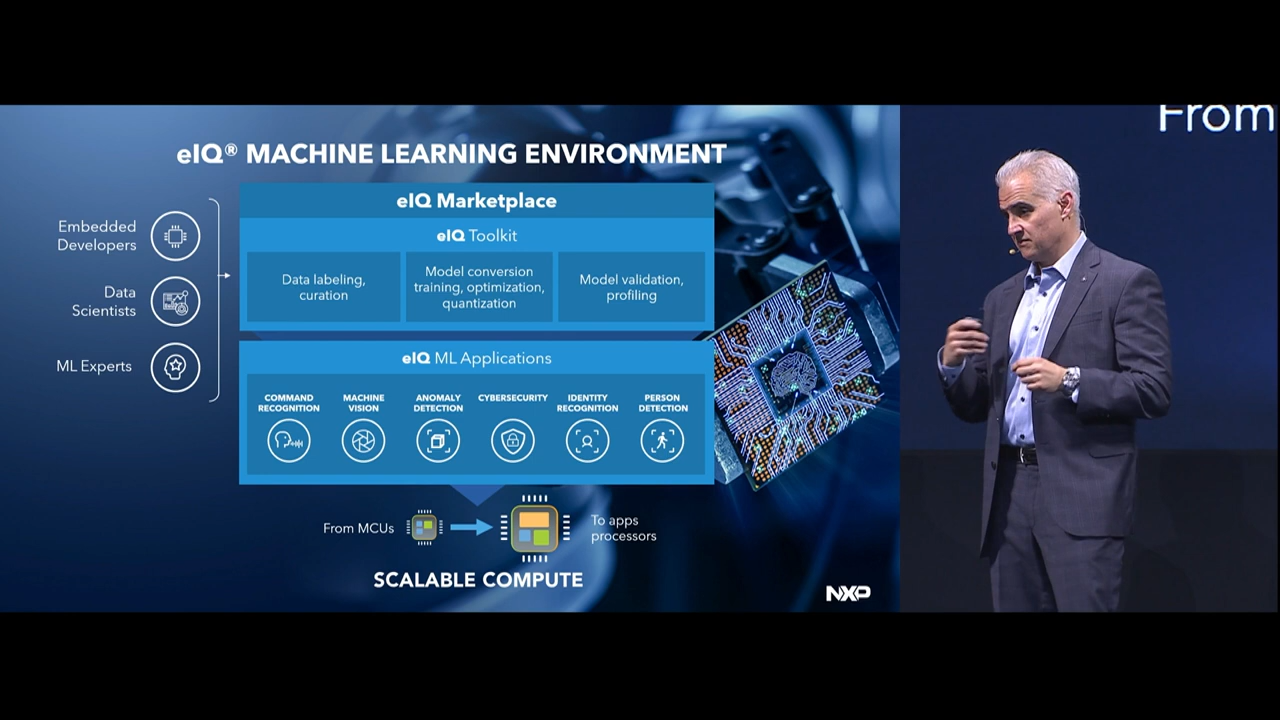 From
eIQ® MACHINE LEARNING ENVIRONMENT
Embedded
Developers
Data
Scientists
ML Experts
eIQ Marketplace
eIQ Toolkit
Data labeling,
curation
Model conversion
training, optimization,
quantization
Model validation,
profiling
eIQ ML Applications
COMMAND
RECOGNITION
MACHINE
VISION
ANOMALY
DETECTION
CYBERSECURITY
IDENTITY
RECOGNITION
PERSON
DETECTION
From MCUs
To apps
processors
SCALABLE COMPUTE
NXP